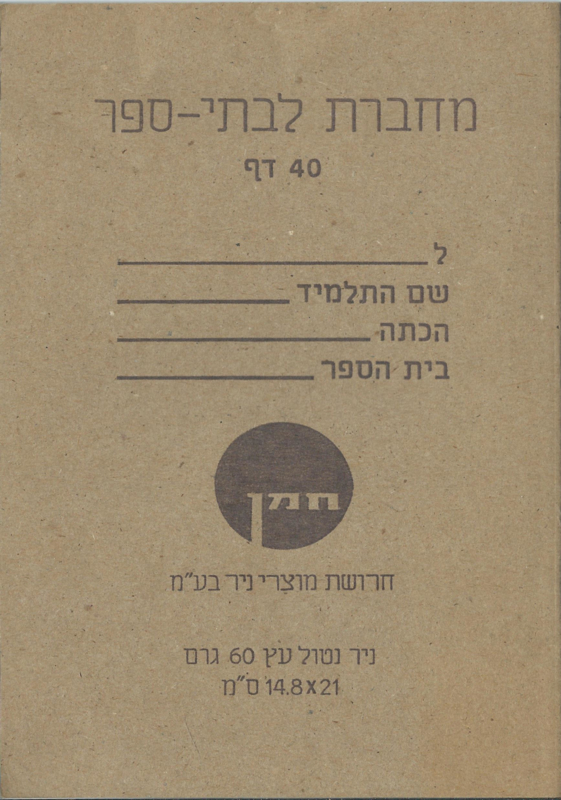 מחברת לבתי-ספר
40 דף
ל
שם התלמיד
הכתה
בית הספר
חמן
חרושת מוצרי ניר בע"מ
ניר נטול עץ 60 גרם
14.8x21 ס"מ